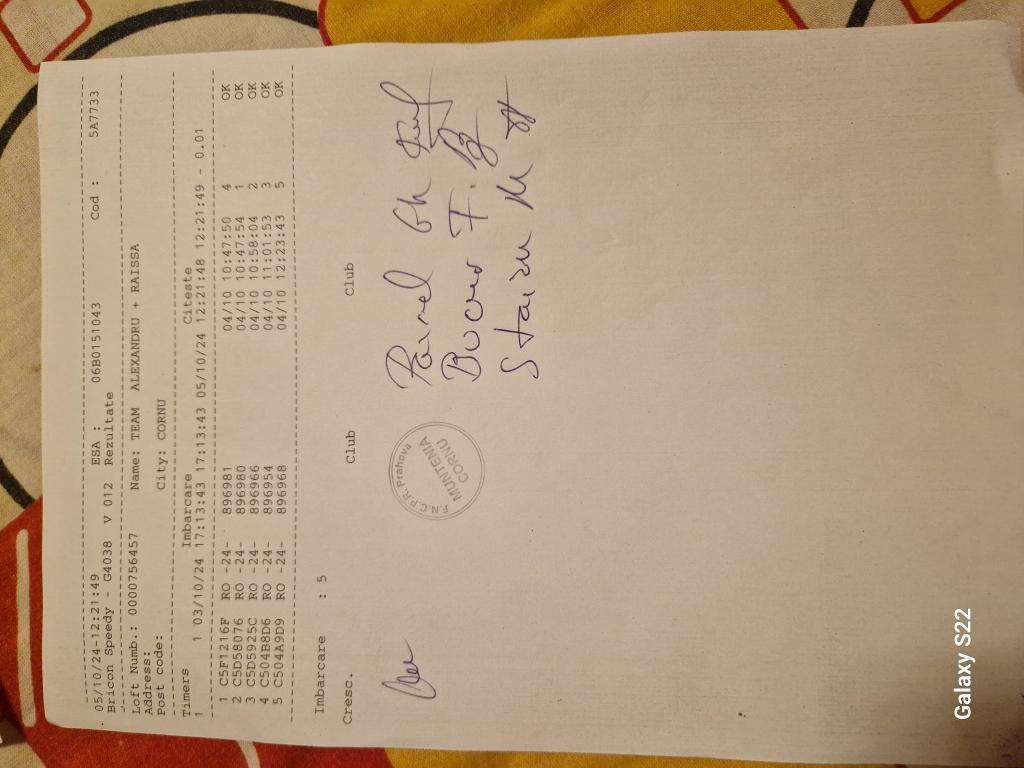 05/10/24-12:21:49 ESA : 06B0151043 Cod : 5A7733
Bricon Speedy - G4038 V 012 Rezultate
Loft Numb.: 0000756457 Name: TEAM ALEXANDRU + RAISSA
Address:
Post code: City: CORNU
Timers Imbarcare Citeste
1 1 03/10/24 17:13:43 17:13:43 05/10/24 12:21:48 12:21:49 - 0.01
1 C5F1216F RO -24- 896981 04/10 10:47:50 4 OK
2 C5D58076 RO -24- 896980 04/10 10:47:54 1 OK
3 C5D5925C RO -24- 896966 04/10 10:58:04 2 OK
4 C504B8D6 RO -24- 896954 04/10 11:01:53 3 OK
5 C504A9D9 RO -24- 896968 04/10 12:23:43 5 OK
Imbarcare : 5
Cresc. Club Club
F.N.C.P.R. Prahova
MUNTENIA
CORNU
Gh
F.
Stoian M
Galaxy S22